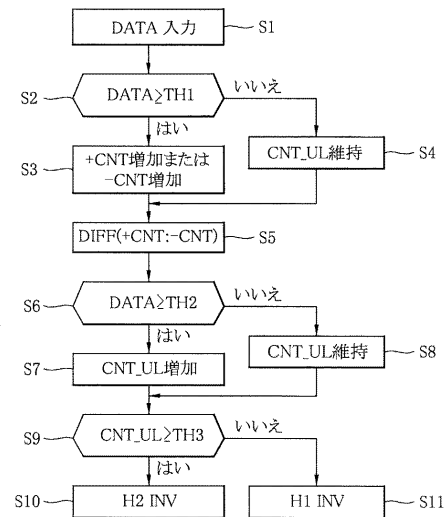 DATA 入力
S1
S2
DATA≥TH1
いいえ
はい
S3
+CNT増加または
-CNT増加
CNT_UL維持
S4
DIFF(+CNT:-CNT)
S5
S6
DATA≥TH2
いいえ
はい
S7
CNT_UL増加
CNT_UL維持
S8
S9
CNT_UL≥TH3
いいえ
はい
S10
H2 INV
H1 INV
S11